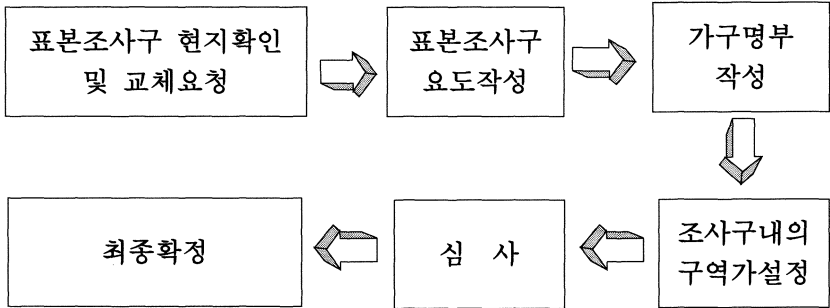 표본조사구 현지확인
및 교체요청
표본조사구
요도작성
가구명부
작성
조사구내의
구역가설정
심 사
최종확정